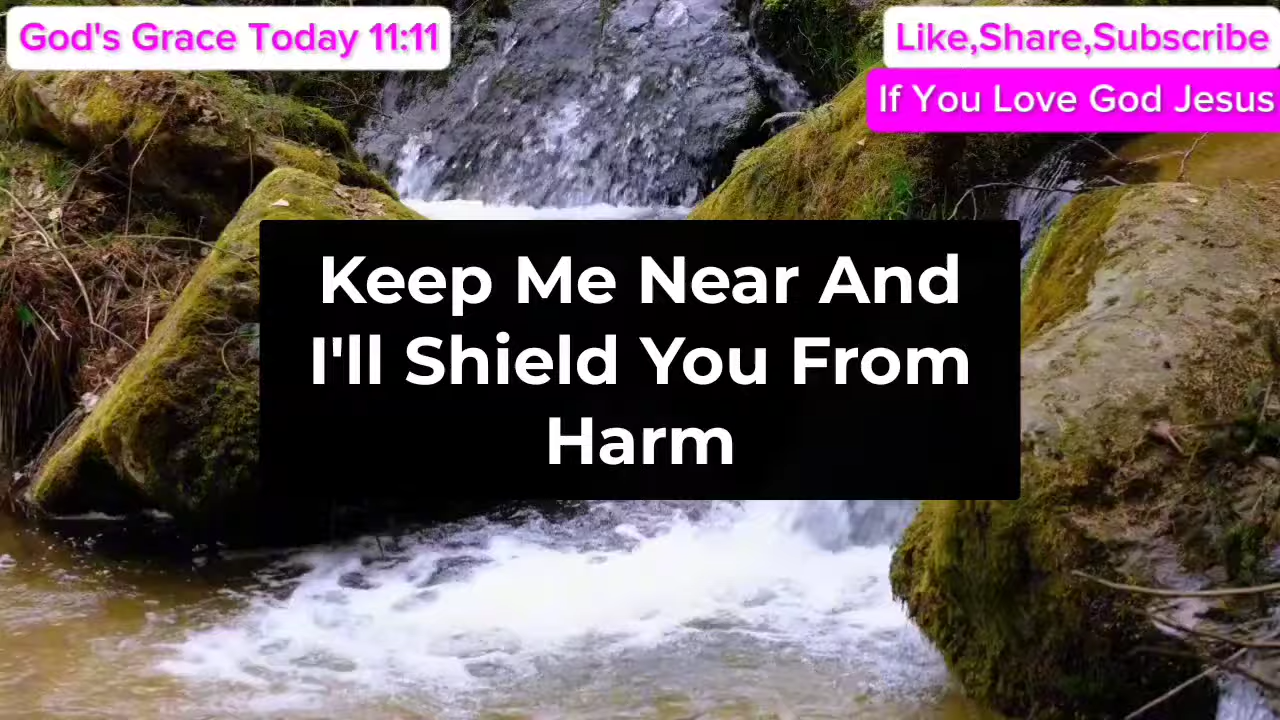 God's Grace Today 11:11
Like,Share,Subscribe
If You Love God Jesus
Keep Me Near And
I'll Shield You From
Harm